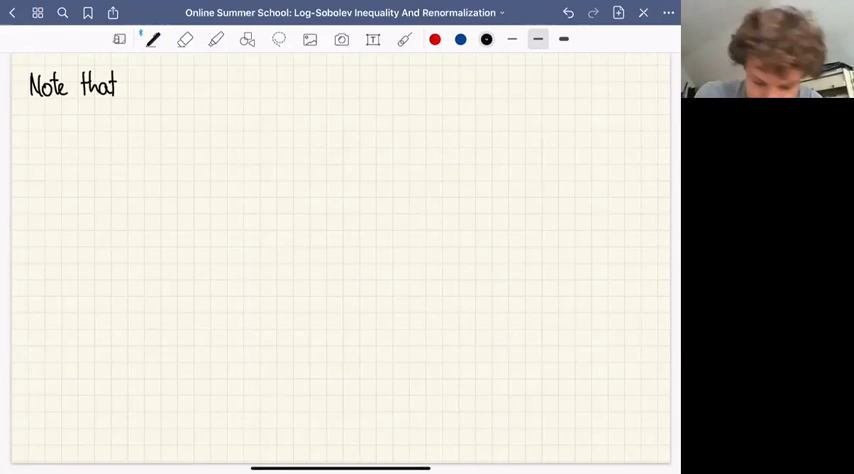 Online Summer School: Log-Sobolev Inequality And Renormalization
Note that